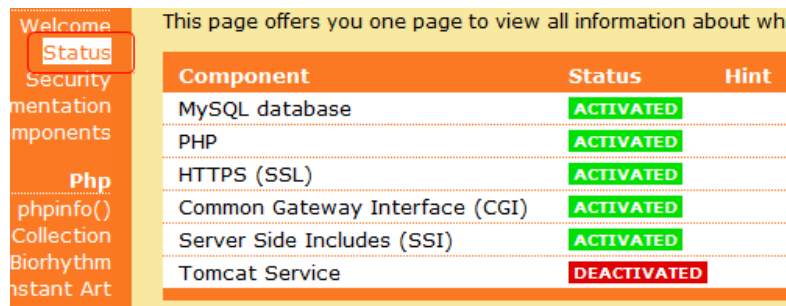 Welcome
Status
Security
mentation
mponents
Php
phpinfo()
Collection
Biorhythm
nstant Art
This page offers you one page to view all information about wh
Component Status Hint
MySQL database ACTIVATED
PHP ACTIVATED
HTTPS (SSL) ACTIVATED
Common Gateway Interface (CGI) ACTIVATED
Server Side Includes (SSI) ACTIVATED
Tomcat Service DEACTIVATED